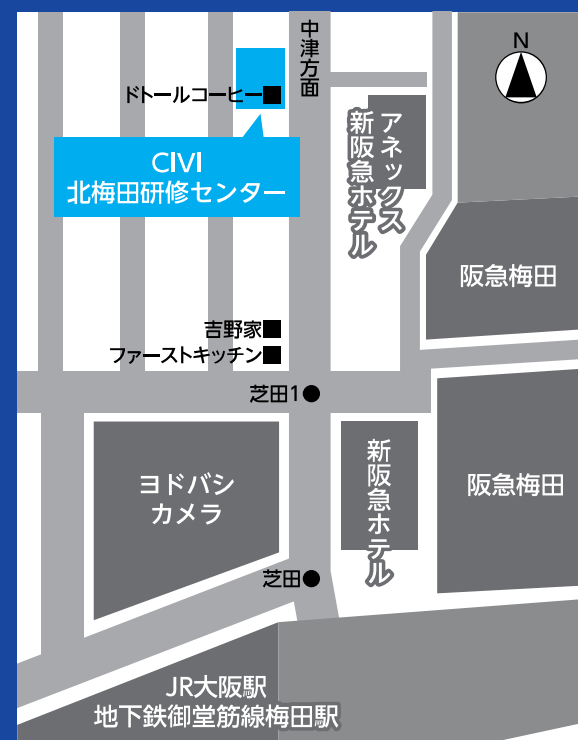 中津方面
N
ドトールコーヒー
CIVI
北梅田研修センター
アネックス
新阪急ホテル
阪急梅田
吉野家
ファーストキッチン
芝田1
ヨドバシ
カメラ
新阪急ホテル
阪急梅田
芝田
JR大阪駅
地下鉄御堂筋線梅田駅